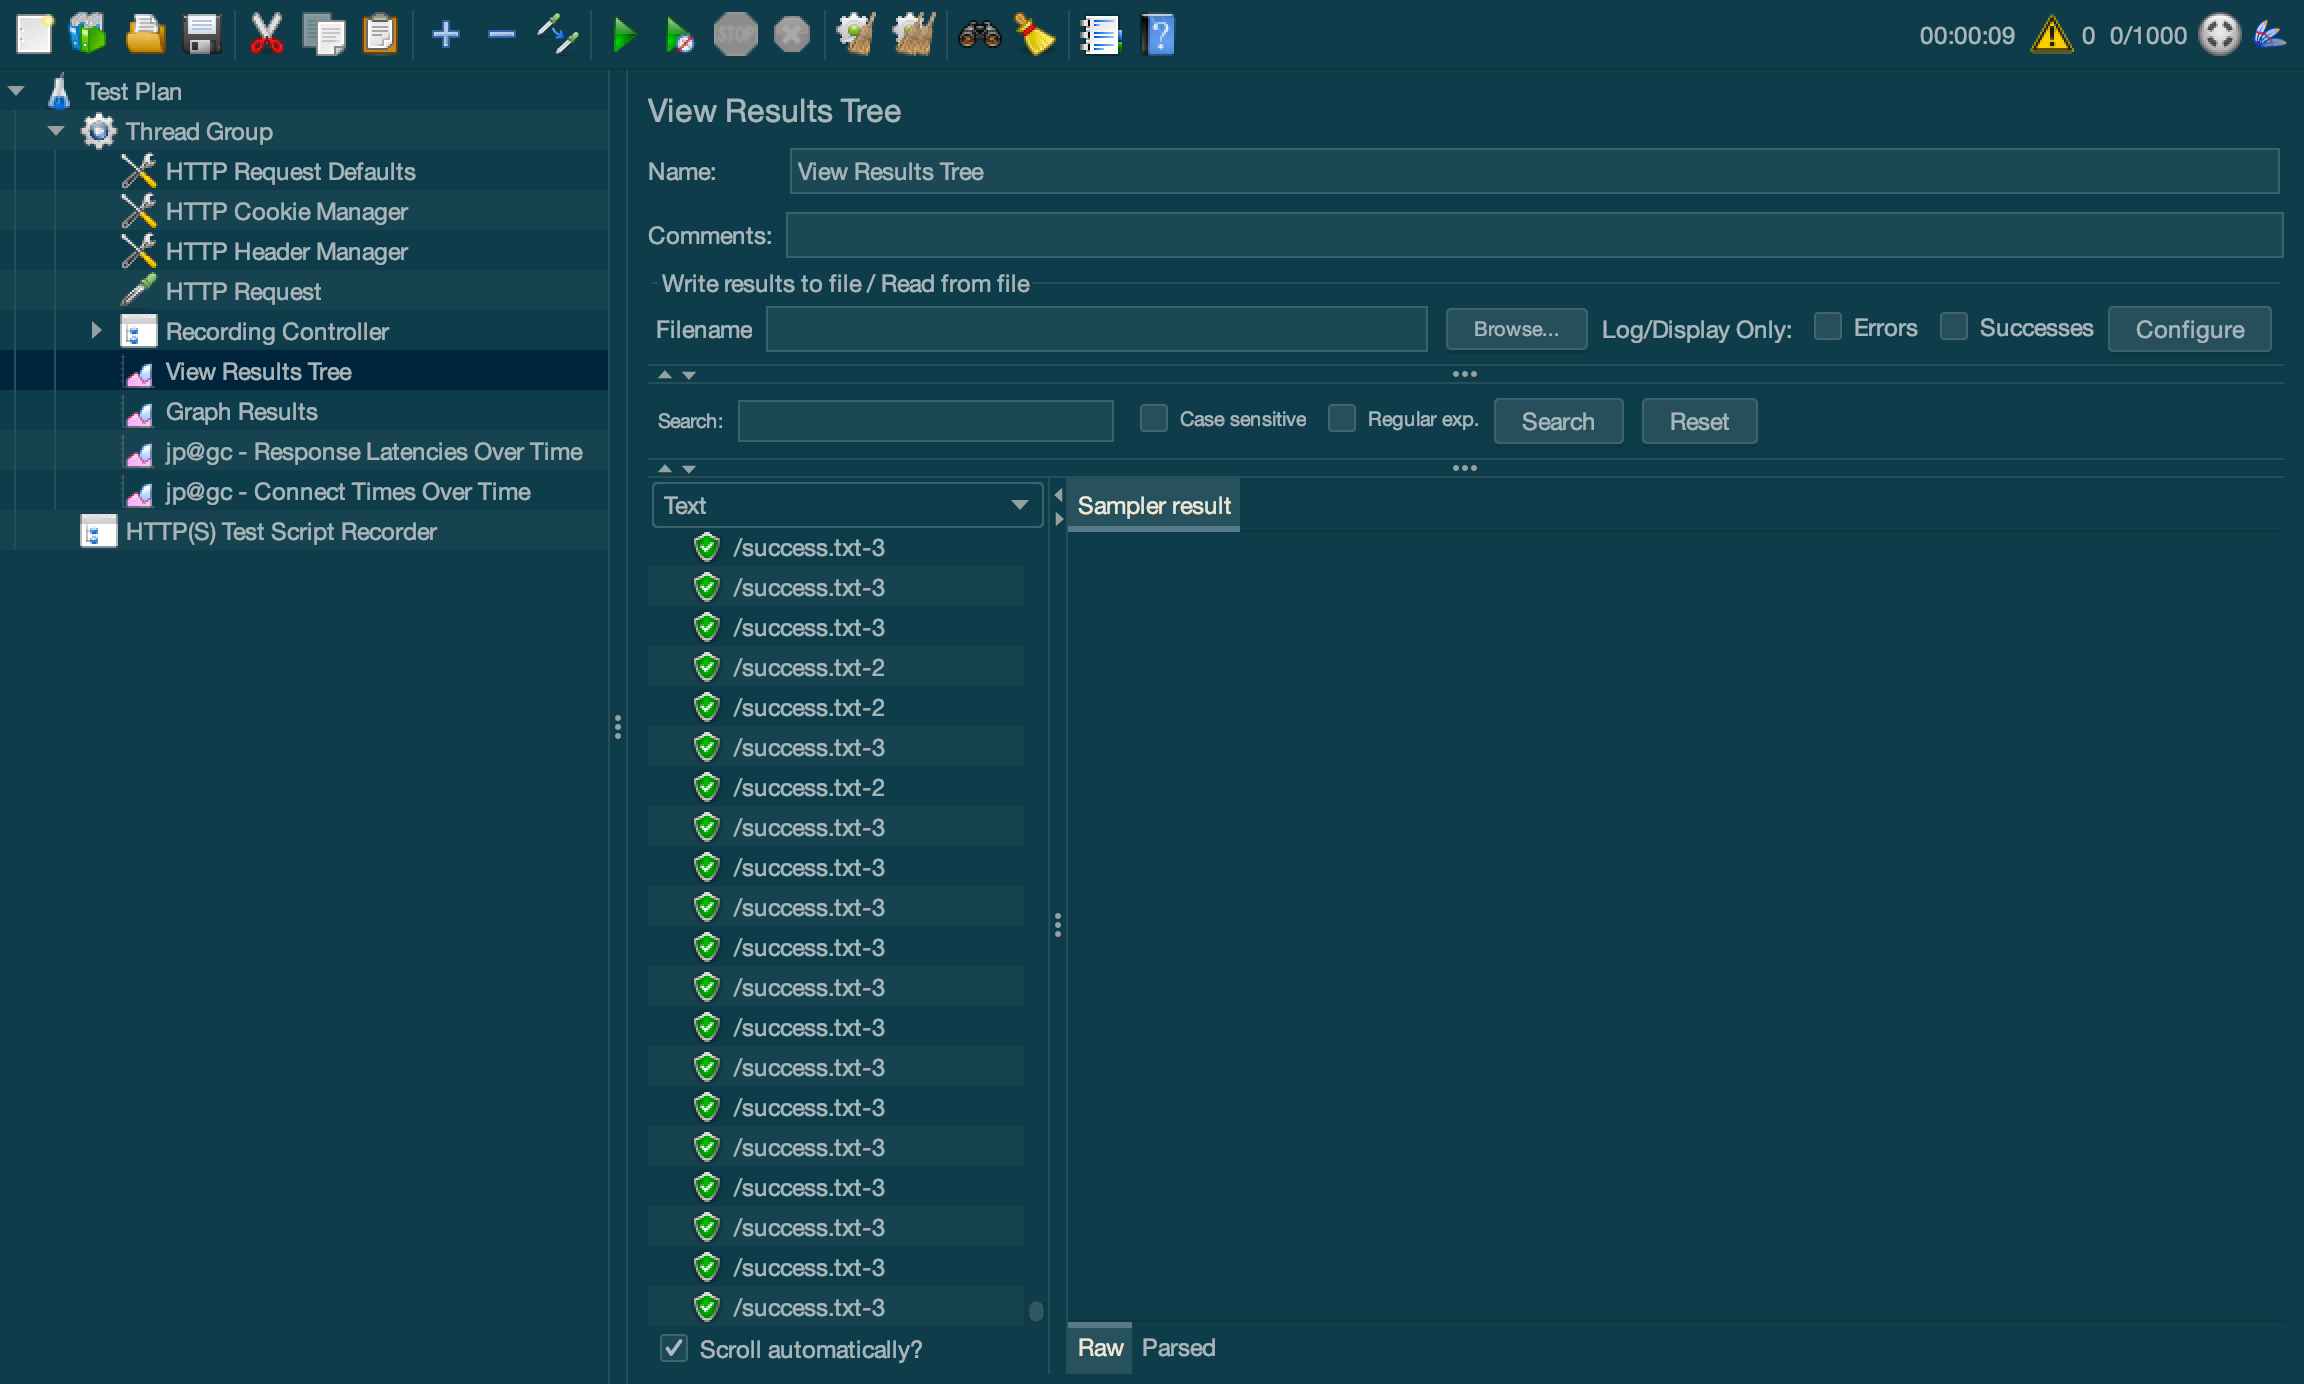 STOP
00:00:09
0
0/1000
Test Plan
Thread Group
HTTP Request Defaults
HTTP Cookie Manager
HTTP Header Manager
HTTP Request
Recording Controller
View Results Tree
Graph Results
jp@gc - Response Latencies Over Time
jp@gc - Connect Times Over Time
HTTP(S) Test Script Recorder
View Results Tree
Name: View Results Tree
Comments:
Write results to file / Read from file
Filename Browse... Log/Display Only: Errors Successes Configure
Search: Case sensitive Regular exp. Search Reset
Text
/success.txt-3
/success.txt-3
/success.txt-3
/success.txt-2
/success.txt-2
/success.txt-3
/success.txt-2
/success.txt-3
/success.txt-3
/success.txt-3
/success.txt-3
/success.txt-3
/success.txt-3
/success.txt-3
/success.txt-3
/success.txt-3
/success.txt-3
/success.txt-3
/success.txt-3
/success.txt-3
Scroll automatically?
Sampler result
Raw Parsed